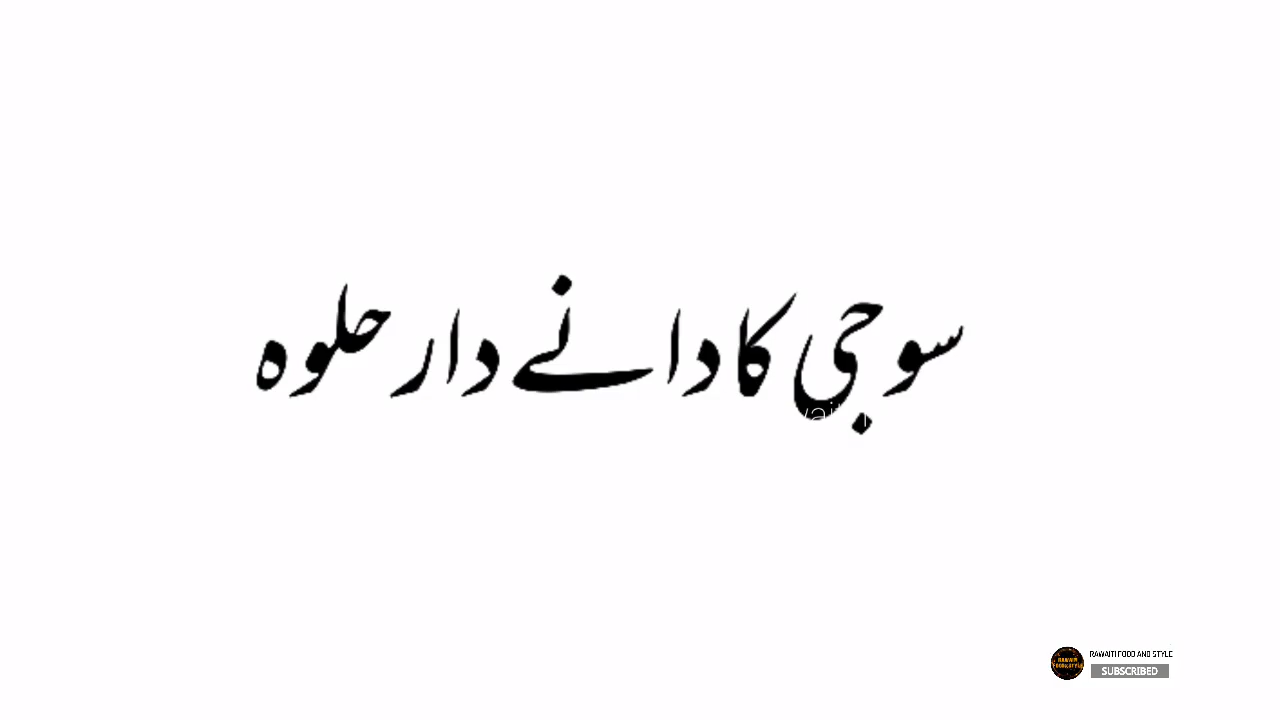 سوجی کا دانے دار حلوہ
RAWAITI FOOD AND STYLE
SUBSCRIBED